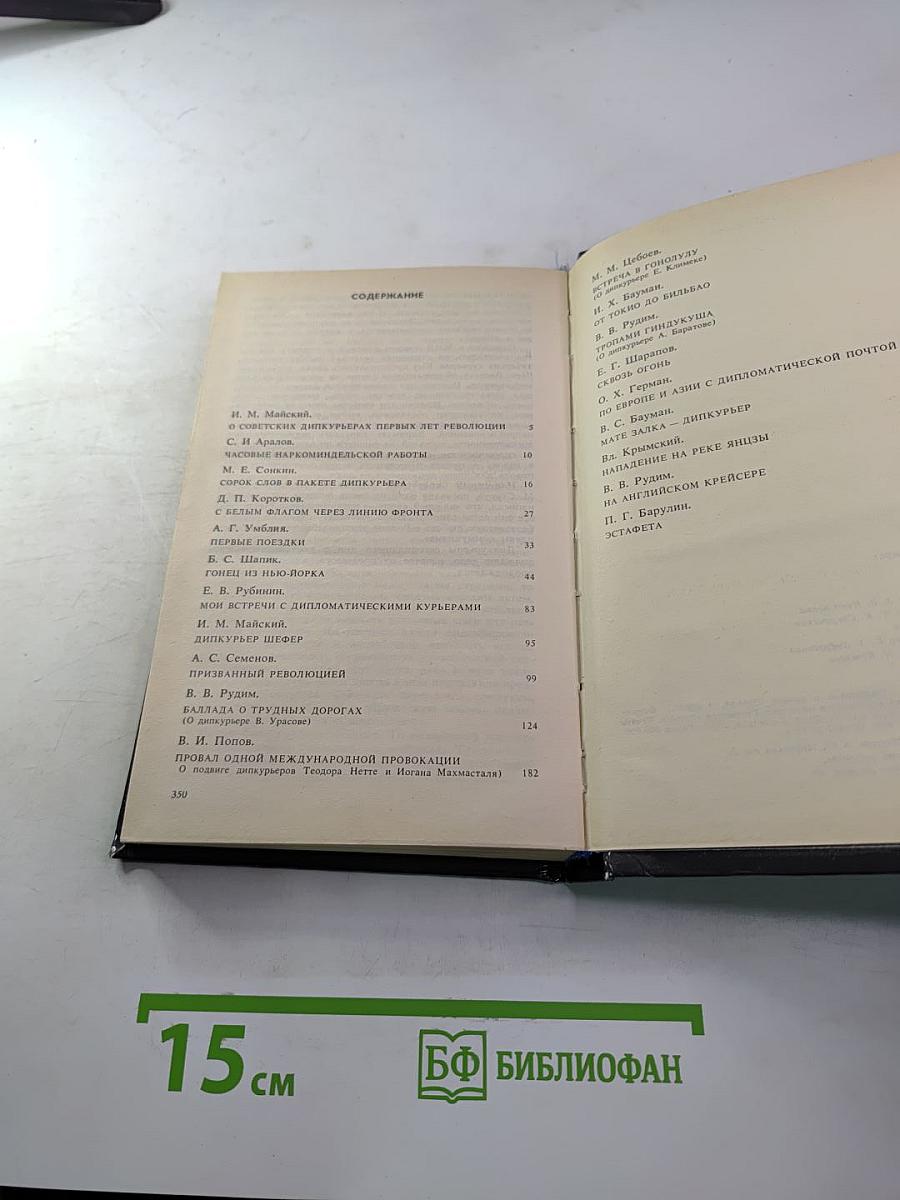 СОДЕРЖАНИЕ
И. М. Майский.
О СОВЕТСКИХ ДИПКУРЬЕРАХ ПЕРВЫХ ЛЕТ РЕВОЛЮЦИИ 5
С. И Аралов.
ЧАСОВЫЕ НАРКОМИНДЕЛЬСКОЙ РАБОТЫ 10
М. Е. Сонкин.
СОРОК СЛОВ В ПАКЕТЕ ДИПКУРЬЕРА 16
Д. П. Коротков.
С БЕЛЫМ ФЛАГОМ ЧЕРЕЗ ЛИНИЮ ФРОНТА 27
А. Г. Умблия.
ПЕРВЫЕ ПОЕЗДКИ 33
Б. С. Шапик.
ГОНЕЦ ИЗ НЬЮ-ЙОРКА 44
Е. В. Рубинин.
МОИ ВСТРЕЧИ С ДИПЛОМАТИЧЕСКИМИ КУРЬЕРАМИ 83
И. М. Майский.
ДИПКУРЬЕР ШЕФЕР 95
А. С. Семенов.
ПРИЗВАННЫЙ РЕВОЛЮЦИЕЙ 99
В. В. Рудим.
БАЛЛАДА О ТРУДНЫХ ДОРОГАХ
(О дипкурьере В. Урасове) 124
В. И. Попов.
ПРОВАЛ ОДНОЙ МЕЖДУНАРОДНОЙ ПРОВОКАЦИИ
О подвиге дипкурьеров Теодора Нетте и Иогана Махмасталя) 182
350
М. М. Цебоев.
ВСТРЕЧА В ГОНОЛУЛУ
(О дипкурьере Е. Климеке)
И. Х. Бауман.
ОТ ТОКИО ДО БИЛЬБАО
В. В. Рудим.
ТРОПАМИ ГИНДУКУША
(О дипкурьере А. Баратове)
Е. Г. Шарапов.
СКВОЗЬ ОГОНЬ
О. Х. Герман.
ПО ЕВРОПЕ И АЗИИ С ДИПЛОМАТИЧЕСКОЙ ПОЧТОЙ
В. С. Бауман.
МАТЕ ЗАЛКА — ДИПКУРЬЕР
Вл. Крымский.
НАПАДЕНИЕ НА РЕКЕ ЯНЦЗЫ
В. В. Рудим.
НА АНГЛИЙСКОМ КРЕЙСЕРЕ
П. Г. Барулин.
ЭСТАФЕТА
15 см
БФ БИБЛИОФАН